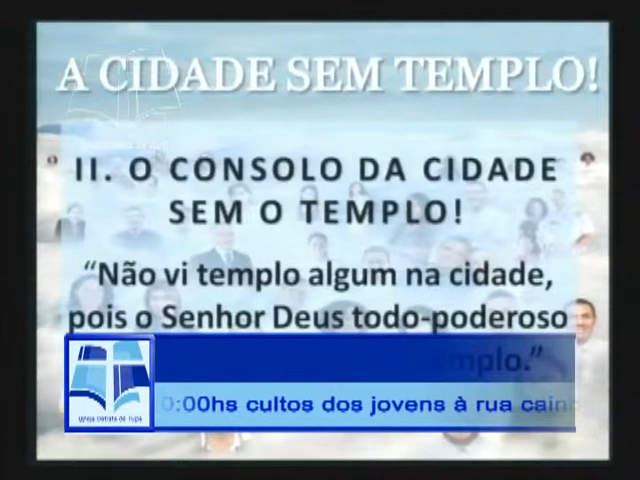 A CIDADE SEM TEMPLO!
II. O CONSOLO DA CIDADE
SEM O TEMPLO!
“Não vi templo algum na cidade,
pois o Senhor Deus todo-poderoso
templo.”
0:00hs cultos dos jovens à rua